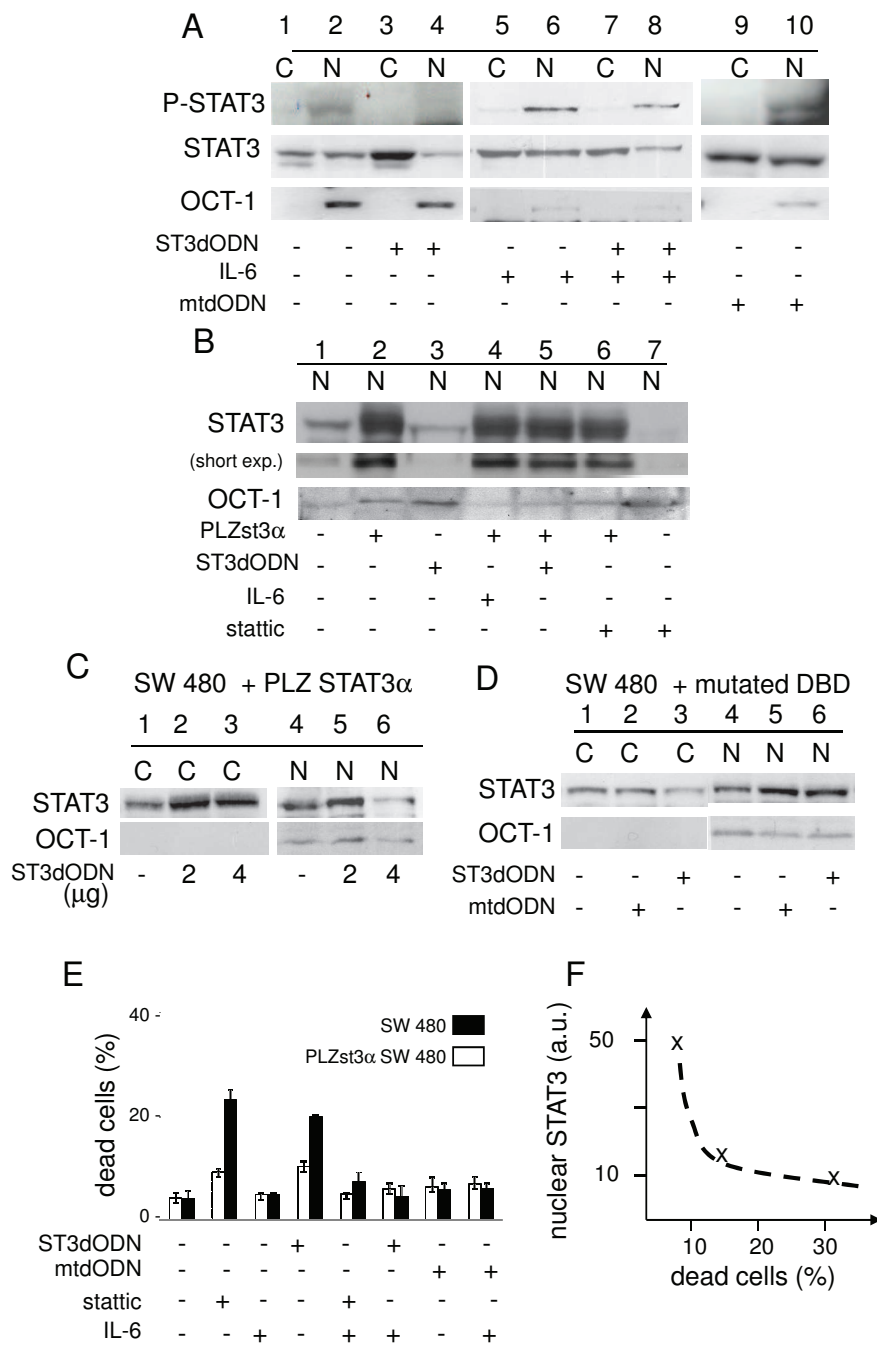 A
1 2 3 4 5 6 7 8 9 10
C N C N C N C N C N
P-STAT3
STAT3
OCT-1
ST3dODN - - + + - - + + - -
IL-6 - - - - + + + + - -
mtdODN - - - - - - - - + +
B
1 2 3 4 5 6 7
N N N N N N N
STAT3
(short exp.)
OCT-1
PLZst3α - + - + + + -
ST3dODN - - + - + - -
IL-6 - - - + - - -
stattic - - - - - + +
C
SW 480 + PLZ STAT3α
1 2 3 4 5 6
C C C N N N
STAT3
OCT-1
ST3dODN - 2 4 - 2 4
(μg)
D
SW 480 + mutated DBD
1 2 3 4 5 6
C C C N N N
STAT3
OCT-1
ST3dODN - - + - - +
mtdODN - + - - + -
E
40 -
20 -
0 -
dead cells (%)
SW 480
PLZst3α SW 480
ST3dODN - - - + - + - -
mtdODN - - - - - - + +
stattic - + - - + - - -
IL-6 - - + - + + - +
F
nuclear STAT3 (a.u.)
50
10
x
x
x
10 20 30
dead cells (%)